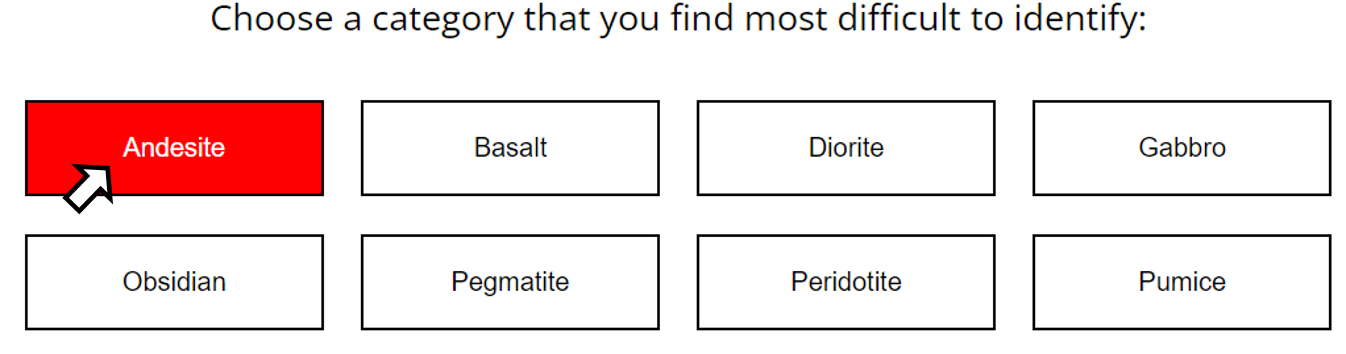 Choose a category that you find most difficult to identify:
Andesite Basalt Diorite Gabbro
Obsidian Pegmatite Peridotite Pumice